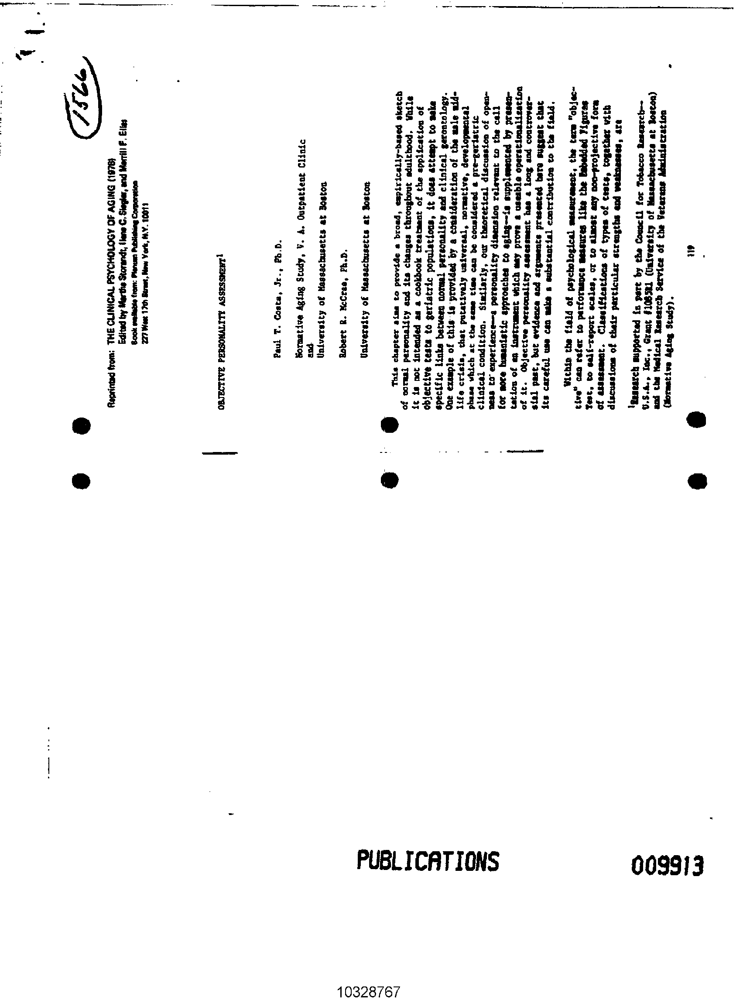 1566
Reprinted from: THE CLINICAL PSYCHOLOGY OF AGING (1978)
Edited by Martha Storandt, Ilene C. Siegler, and Merrill F. Elias
Book available from: Plenum Publishing Corporation
227 West 17th Street, New York, N.Y. 10011
OBJECTIVE PERSONALITY ASSESSMENT¹
Paul T. Costa, Jr., Ph.D.
Normative Aging Study, V. A. Outpatient Clinic
and
University of Massachusetts at Boston
Robert R. McCrae, Ph.D.
University of Massachusetts at Boston
This chapter aims to provide a broad, empirically-based sketch
of normal personality and its changes throughout adulthood. While
it is not intended as a cookbook treatment of the application of
objective tests to geriatric populations, it does attempt to make
specific links between normal personality and clinical gerontology.
One example of this is provided by a consideration of the male mid-
life crisis, that putatively universal, normative, developmental
phase which at the same time can be considered a pre-geriatric
clinical condition. Similarly, our theoretical discussion of open-
ness to experience—a personality dimension relevant to the call
for more humanistic approaches to aging—is supplemented by presen-
tation of an instrument which may prove a useable operationalization
of it. Objective personality assessment has a long and controver-
sial past, but evidence and arguments presented here suggest that
its careful use can make a substantial contribution to the field.
Within the field of psychological measurement, the term "objec-
tive" can refer to performance measures like the Embedded Figures
Test, to self-report scales, or to almost any non-projective form
of assessment. Classifications of types of tests, together with
discussions of their particular strengths and weaknesses, are
¹Research supported in part by the Council for Tobacco Research—
U.S.A., Inc., Grant #1085R1 (University of Massachusetts at Boston)
and the Medical Research Service of the Veterans Administration
(Normative Aging Study).
119
PUBLICATIONS
009913
10328767